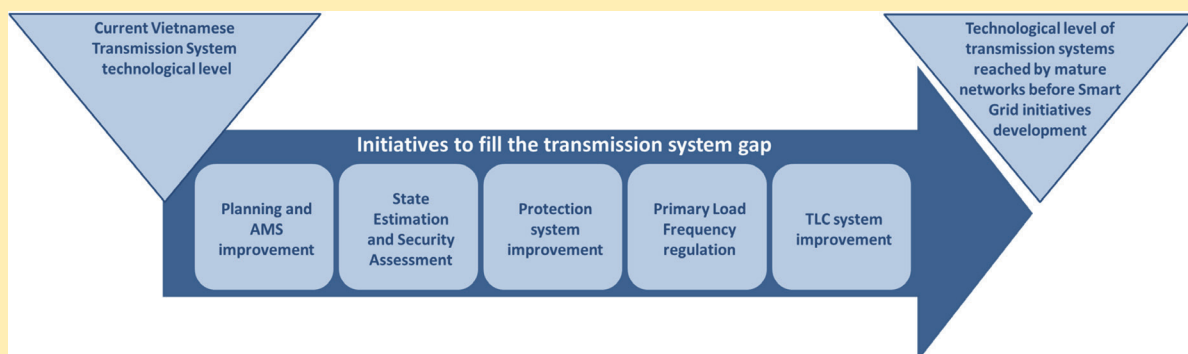 Current Vietnamese
Transmission System
technological level
Technological level of
transmission systems
reached by mature
networks before Smart
Grid initiatives
development
Initiatives to fill the transmission system gap
Planning and
AMS
improvement
State
Estimation
and Security
Assessment
Protection
system
improvement
Primary Load
Frequency
regulation
TLC system
improvement